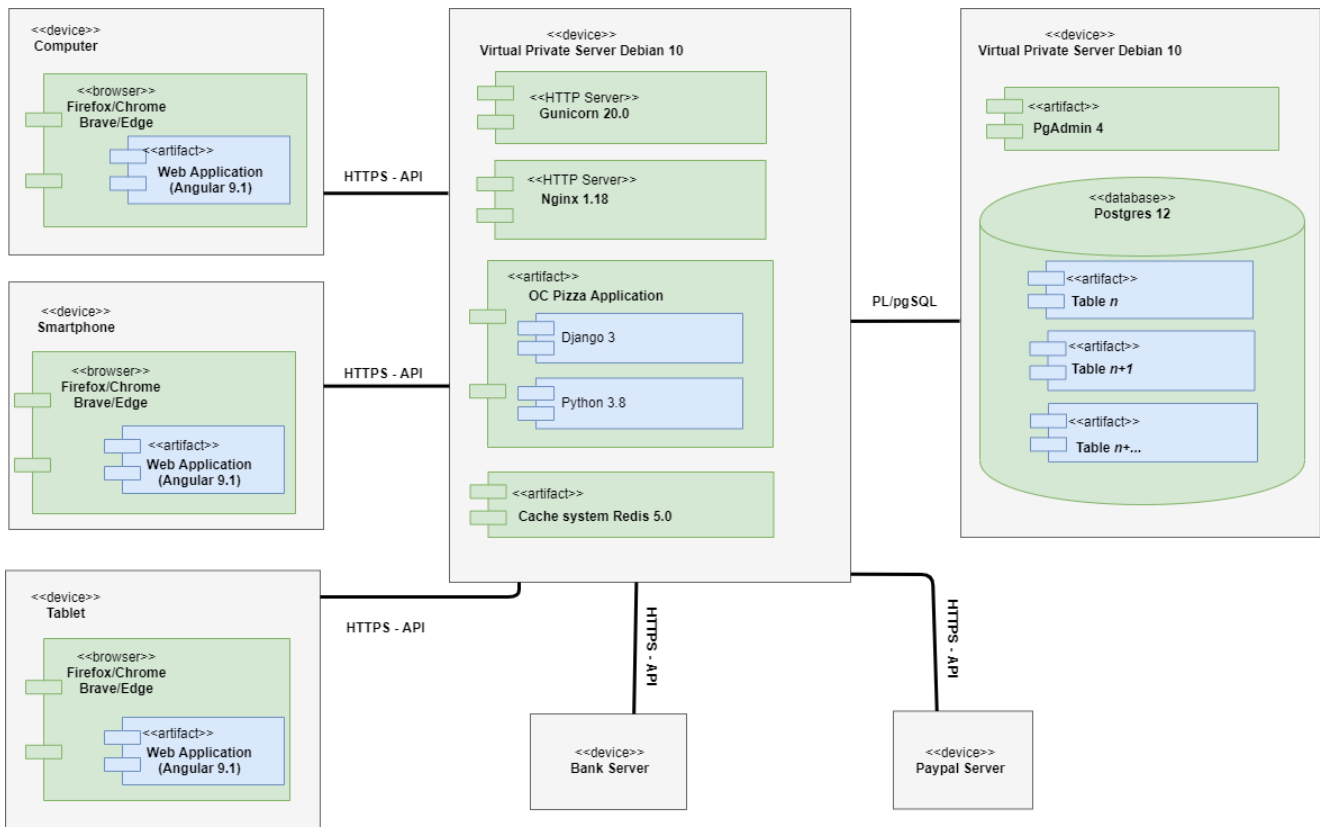 <<device>>
Computer
<<browser>>
Firefox/Chrome
Brave/Edge
<<artifact>>
Web Application
(Angular 9.1)
HTTPS - API
<<device>>
Smartphone
<<browser>>
Firefox/Chrome
Brave/Edge
<<artifact>>
Web Application
(Angular 9.1)
HTTPS - API
<<device>>
Tablet
<<browser>>
Firefox/Chrome
Brave/Edge
<<artifact>>
Web Application
(Angular 9.1)
HTTPS - API
<<device>>
Virtual Private Server Debian 10
<<HTTP Server>>
Gunicorn 20.0
<<HTTP Server>>
Nginx 1.18
<<artifact>>
OC Pizza Application
Django 3
Python 3.8
<<artifact>>
Cache system Redis 5.0
PL/pgSQL
<<device>>
Virtual Private Server Debian 10
<<artifact>>
PgAdmin 4
<<database>>
Postgres 12
<<artifact>>
Table n
<<artifact>>
Table n+1
<<artifact>>
Table n+...
HTTPS - API
<<device>>
Bank Server
HTTPS - API
<<device>>
Paypal Server